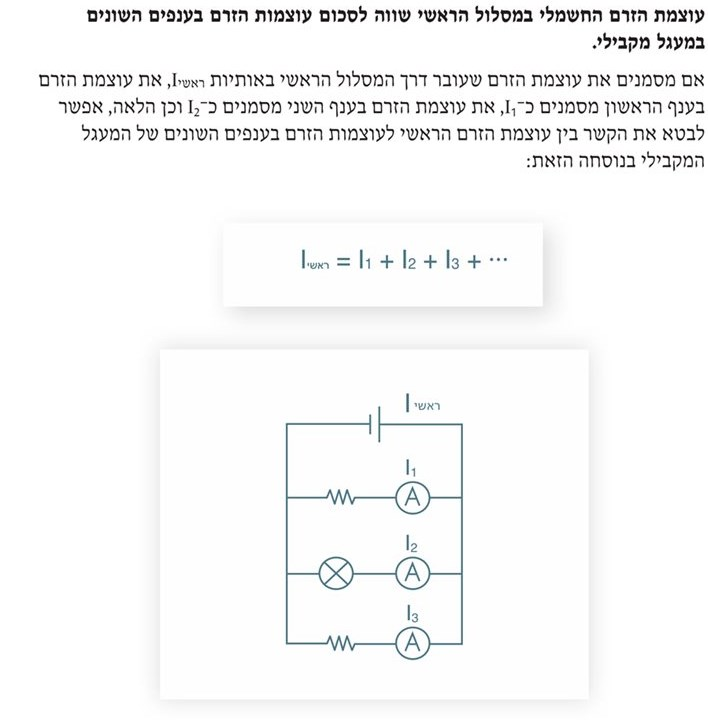 עוצמת הזרם החשמלי במסלול הראשי שווה לסכום עוצמות הזרם בענפים השונים
במעגל מקבילי.
אם מסמנים את עוצמת הזרם שעובר דרך המסלול הראשי באותיות Iראשי, את עוצמת הזרם
בענף הראשון מסמנים כ־I₁, את עוצמת הזרם בענף השני מסמנים כ־I₂ וכן הלאה, אפשר
לבטא את הקשר בין עוצמת הזרם הראשי לעוצמות הזרם בענפים השונים של המעגל
המקבילי בנוסחה הזאת:
Iראשי = I₁ + I₂ + I₃ + ⋯
I ראשי
I₁
A
I₂
A
I₃
A